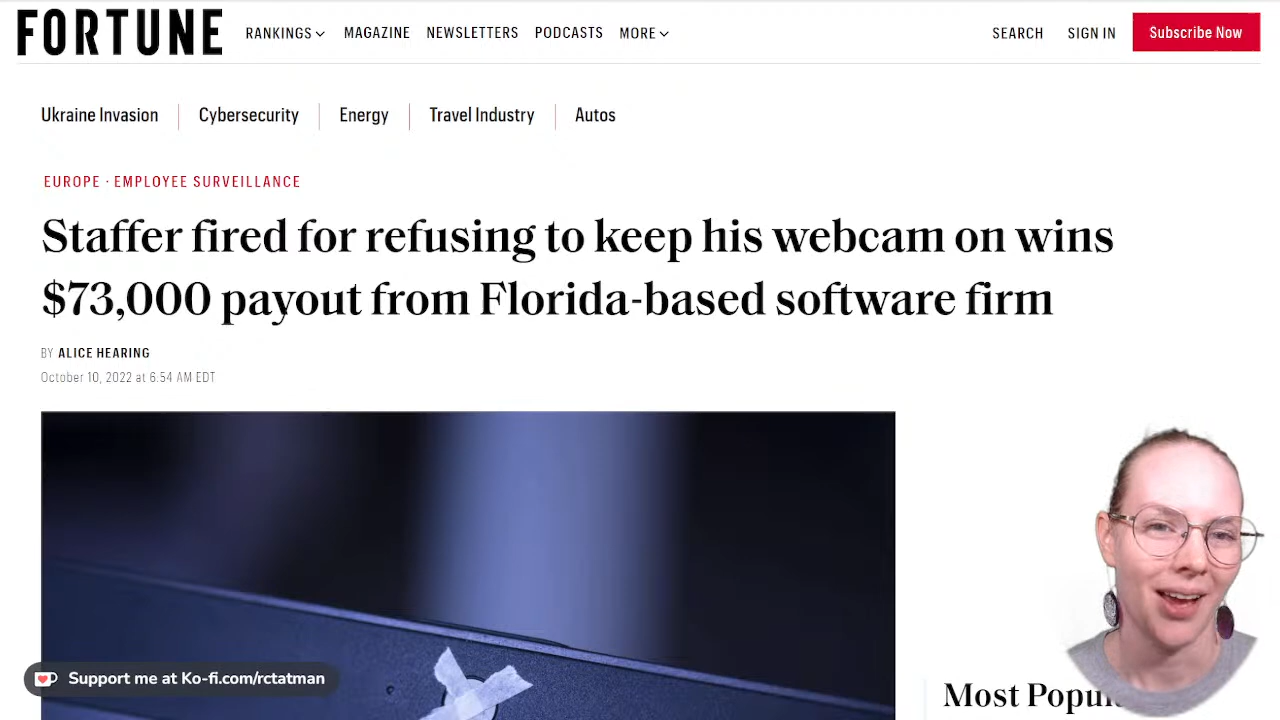 FORTUNE RANKINGS MAGAZINE NEWSLETTERS PODCASTS MORE SEARCH SIGN IN Subscribe Now
Ukraine Invasion Cybersecurity Energy Travel Industry Autos
EUROPE · EMPLOYEE SURVEILLANCE
Staffer fired for refusing to keep his webcam on wins
$73,000 payout from Florida-based software firm
BY ALICE HEARING
October 10, 2022 at 6:54 AM EDT
Support me at Ko-fi.com/rctatman
Most